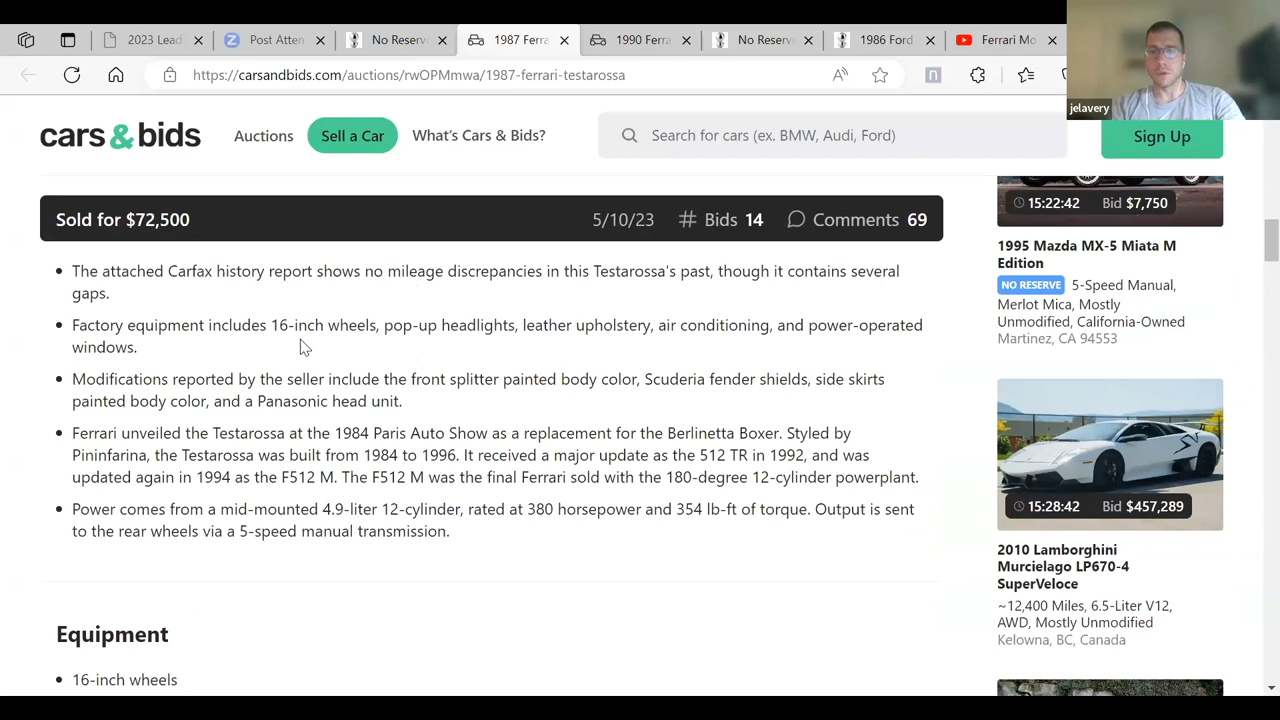 2023 Lead
Post Atten
No Reserv
1987 Ferra
1990 Ferra
No Reserv
1986 Ford
Ferrari Mo
https://carsandbids.com/auctions/rwOPMmwa/1987-ferrari-testarossa
jelavery
cars & bids
Auctions
Sell a Car
What's Cars & Bids?
Search for cars (ex. BMW, Audi, Ford)
Sign Up
Sold for $72,500
5/10/23 # Bids 14 Comments 69
• The attached Carfax history report shows no mileage discrepancies in this Testarossa's past, though it contains several
gaps.
• Factory equipment includes 16-inch wheels, pop-up headlights, leather upholstery, air conditioning, and power-operated
windows.
• Modifications reported by the seller include the front splitter painted body color, Scuderia fender shields, side skirts
painted body color, and a Panasonic head unit.
• Ferrari unveiled the Testarossa at the 1984 Paris Auto Show as a replacement for the Berlinetta Boxer. Styled by
Pininfarina, the Testarossa was built from 1984 to 1996. It received a major update as the 512 TR in 1992, and was
updated again in 1994 as the F512 M. The F512 M was the final Ferrari sold with the 180-degree 12-cylinder powerplant.
• Power comes from a mid-mounted 4.9-liter 12-cylinder, rated at 380 horsepower and 354 lb-ft of torque. Output is sent
to the rear wheels via a 5-speed manual transmission.
Equipment
• 16-inch wheels
15:22:42 Bid $7,750
1995 Mazda MX-5 Miata M
Edition
NO RESERVE 5-Speed Manual,
Merlot Mica, Mostly
Unmodified, California-Owned
Martinez, CA 94553
15:28:42 Bid $457,289
2010 Lamborghini
Murcielago LP670-4
SuperVeloce
~12,400 Miles, 6.5-Liter V12,
AWD, Mostly Unmodified
Kelowna, BC, Canada